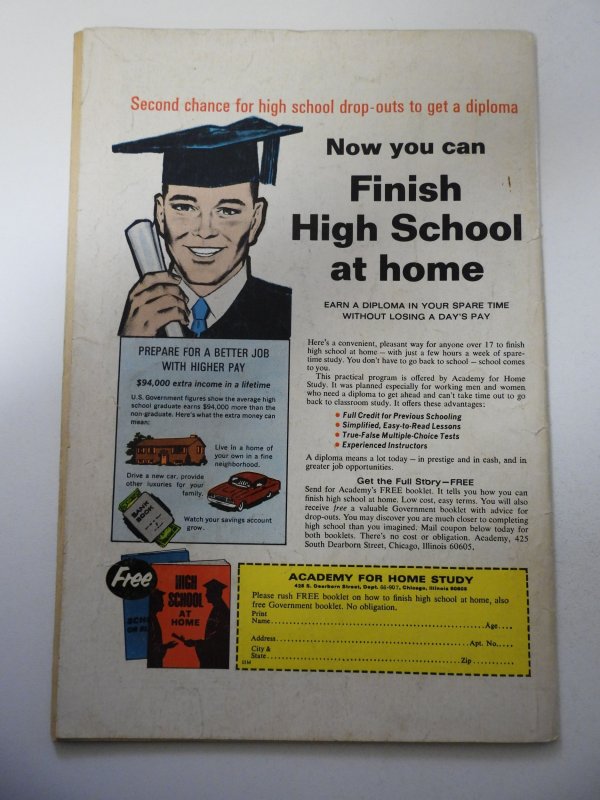 Second chance for high school drop-outs to get a diploma
Now you can
Finish
High School
at home
EARN A DIPLOMA IN YOUR SPARE TIME
WITHOUT LOSING A DAY'S PAY
PREPARE FOR A BETTER JOB
WITH HIGHER PAY
$94,000 extra income in a lifetime
U.S. Government figures show the average high
school graduate earns $94,000 more than the
non-graduate. Here's what the extra money can
mean:
Live in a home of
your own in a fine
neighborhood.
Drive a new car, provide
other luxuries for your
family.
BANK
BOOK
Watch your savings account
grow.
Here's a convenient, pleasant way for anyone over 17 to finish
high school at home — with just a few hours a week of spare-
time study. You don't have to go back to school — school comes
to you.
This practical program is offered by Academy for Home
Study. It was planned especially for working men and women
who need a diploma to get ahead and can't take time out to go
back to classroom study. It offers these advantages:
• Full Credit for Previous Schooling
• Simplified, Easy-to-Read Lessons
• True-False Multiple-Choice Tests
• Experienced Instructors
A diploma means a lot today — in prestige and in cash, and in
greater job opportunities.
Get the Full Story—FREE
Send for Academy's FREE booklet. It tells you how you can
finish high school at home. Low cost, easy terms. You will also
receive free a valuable Government booklet with advice for
drop-outs. You may discover you are much closer to completing
high school than you imagined. Mail coupon below today for
both booklets. There's no cost or obligation. Academy, 425
South Dearborn Street, Chicago, Illinois 60605.
Free
HIGH
SCHOOL
AT
HOME
ACADEMY FOR HOME STUDY
425 S. Dearborn Street, Dept. 66-907, Chicago, Illinois 60605
Please rush FREE booklet on how to finish high school at home, also
free Government booklet. No obligation.
Print
Name Age
Address Apt. No.
City &
State Zip